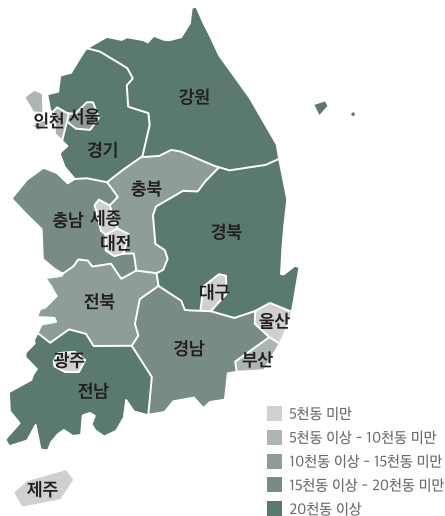 강원
서울
인천
경기
충북
충남
세종
경북
대전
대구
전북
울산
경남
부산
광주
전남
제주
5천동 미만
5천동 이상 - 10천동 미만
10천동 이상 - 15천동 미만
15천동 이상 - 20천동 미만
20천동 이상